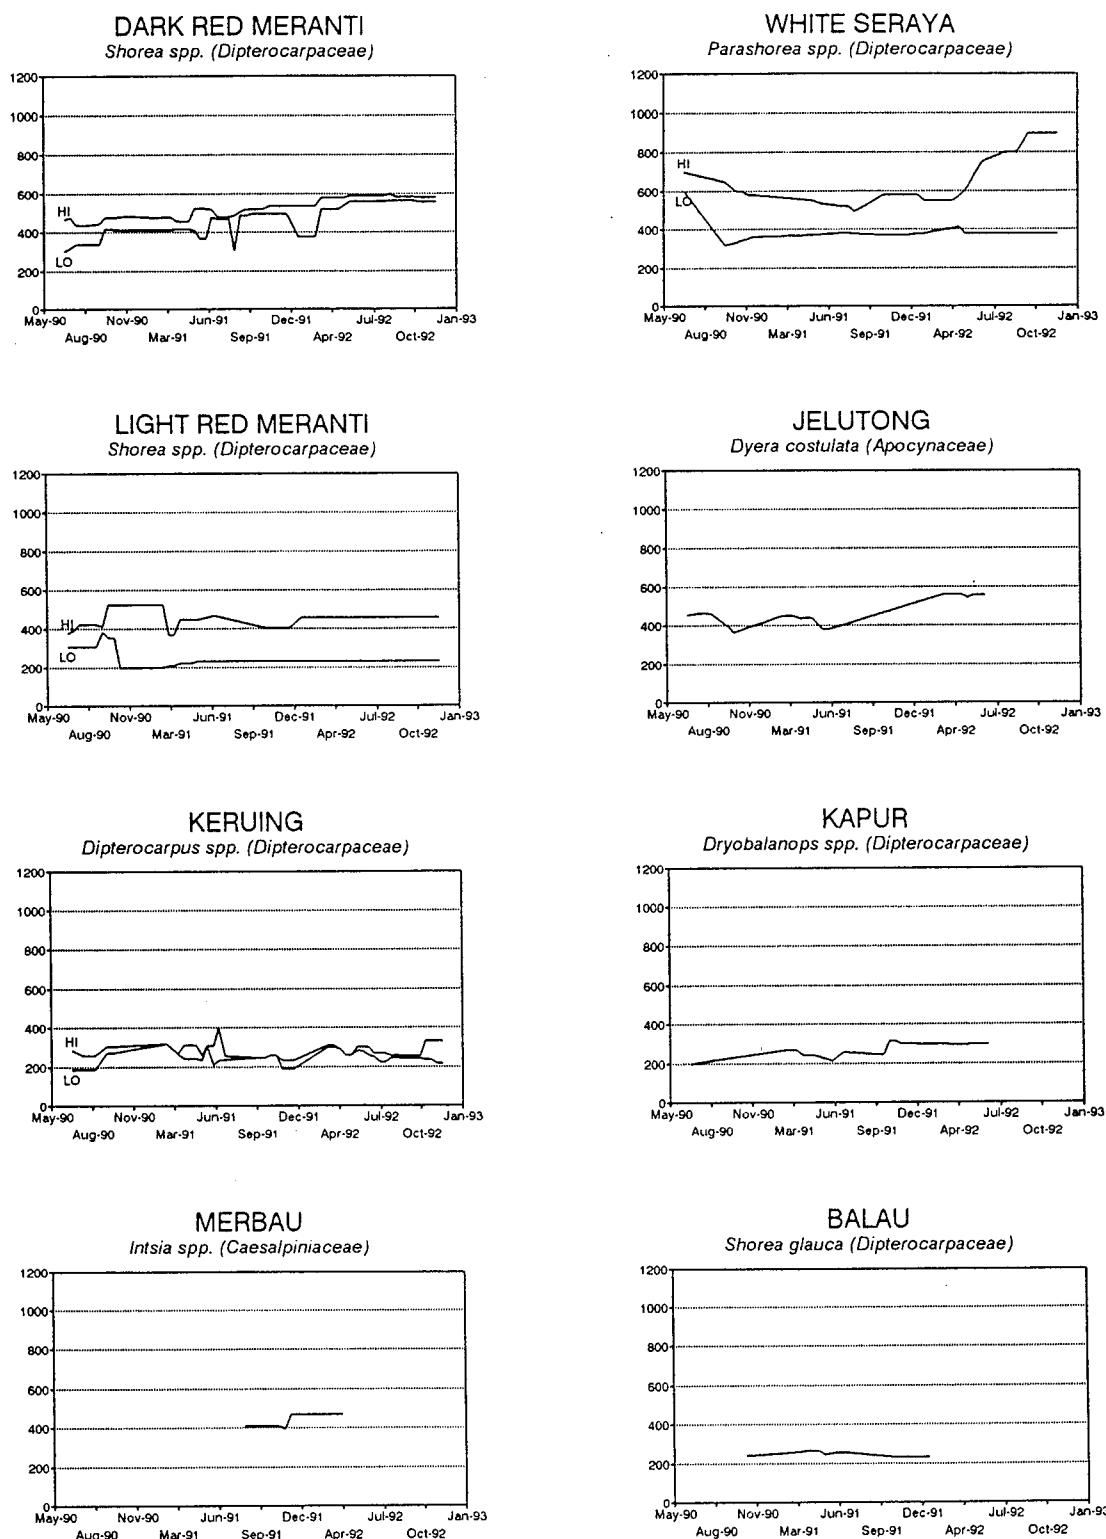 DARK RED MERANTI
Shorea spp. (Dipterocarpaceae)
1200
1000
800
600
400
200
0
HI
LO
May-90 Nov-90 Jun-91 Dec-91 Jul-92 Jan-93
Aug-90 Mar-91 Sep-91 Apr-92 Oct-92
WHITE SERAYA
Parashorea spp. (Dipterocarpaceae)
1200
1000
800
600
400
200
0
HI
LO
May-90 Nov-90 Jun-91 Dec-91 Jul-92 Jan-93
Aug-90 Mar-91 Sep-91 Apr-92 Oct-92
LIGHT RED MERANTI
Shorea spp. (Dipterocarpaceae)
1200
1000
800
600
400
200
0
HI
LO
May-90 Nov-90 Jun-91 Dec-91 Jul-92 Jan-93
Aug-90 Mar-91 Sep-91 Apr-92 Oct-92
JELUTONG
Dyera costulata (Apocynaceae)
1200
1000
800
600
400
200
0
May-90 Nov-90 Jun-91 Dec-91 Jul-92 Jan-93
Aug-90 Mar-91 Sep-91 Apr-92 Oct-92
KERUING
Dipterocarpus spp. (Dipterocarpaceae)
1200
1000
800
600
400
200
0
HI
LO
May-90 Nov-90 Jun-91 Dec-91 Jul-92 Jan-93
Aug-90 Mar-91 Sep-91 Apr-92 Oct-92
KAPUR
Dryobalanops spp. (Dipterocarpaceae)
1200
1000
800
600
400
200
0
May-90 Nov-90 Jun-91 Dec-91 Jul-92 Jan-93
Aug-90 Mar-91 Sep-91 Apr-92 Oct-92
MERBAU
Intsia spp. (Caesalpiniaceae)
1200
1000
800
600
400
200
0
May-90 Nov-90 Jun-91 Dec-91 Jul-92 Jan-93
Aug-90 Mar-91 Sep-91 Apr-92 Oct-92
BALAU
Shorea glauca (Dipterocarpaceae)
1200
1000
800
600
400
200
0
May-90 Nov-90 Jun-91 Dec-91 Jul-92 Jan-93
Aug-90 Mar-91 Sep-91 Apr-92 Oct-92